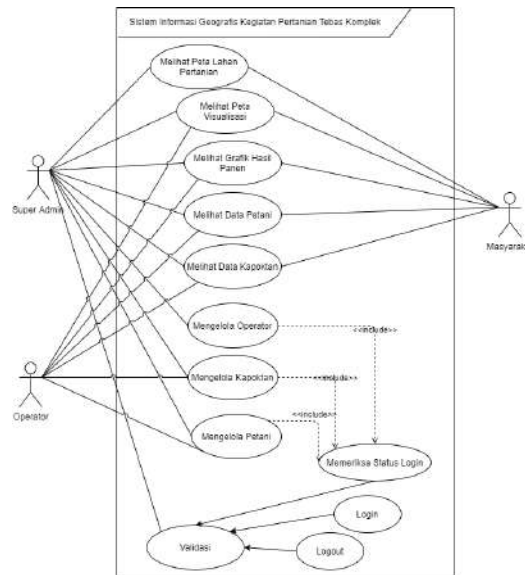 Sistem Informasi Geografis Kegiatan Pertanian Tebas Komplek
Melihat Peta Lahan
Pertanian
Melihat Peta
Visualisasi
Melihat Grafik Hasil
Panen
Super Admin
Melihat Data Petani
Masyarak
Melihat Data Kapoktan
Mengelola Operator
<<include>>
Mengelola Kapoktan
<<include>>
Operator
<<include>>
Mengelola Petani
Memeriksa Status Login
Login
Validasi
Logout